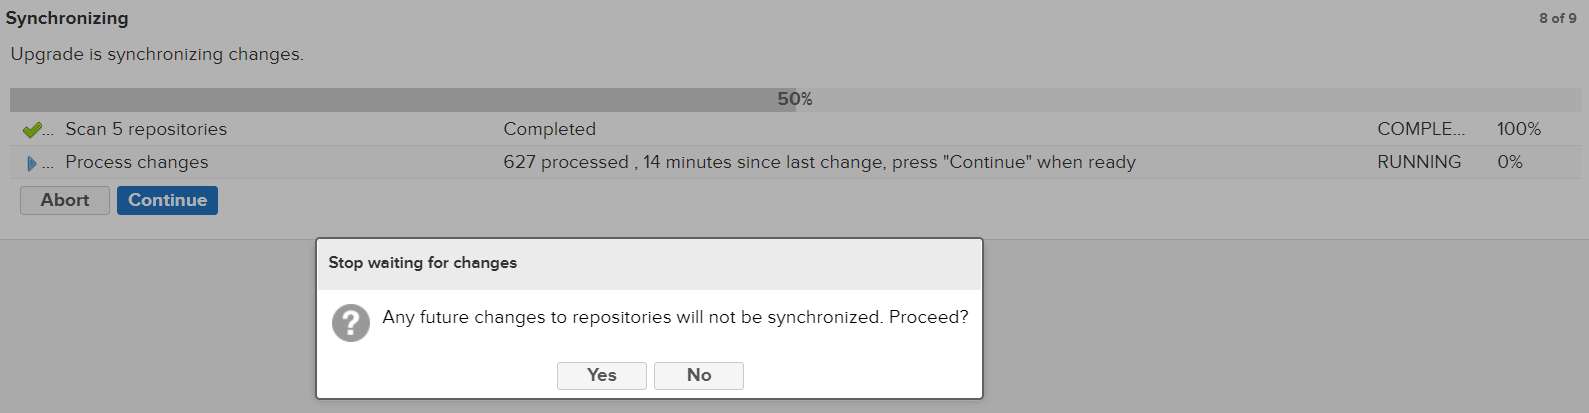 Synchronizing 8 of 9
Upgrade is synchronizing changes.
50%
... Scan 5 repositories Completed COMPLE... 100%
... Process changes 627 processed , 14 minutes since last change, press "Continue" when ready RUNNING 0%
Abort Continue
Stop waiting for changes
? Any future changes to repositories will not be synchronized. Proceed?
Yes No